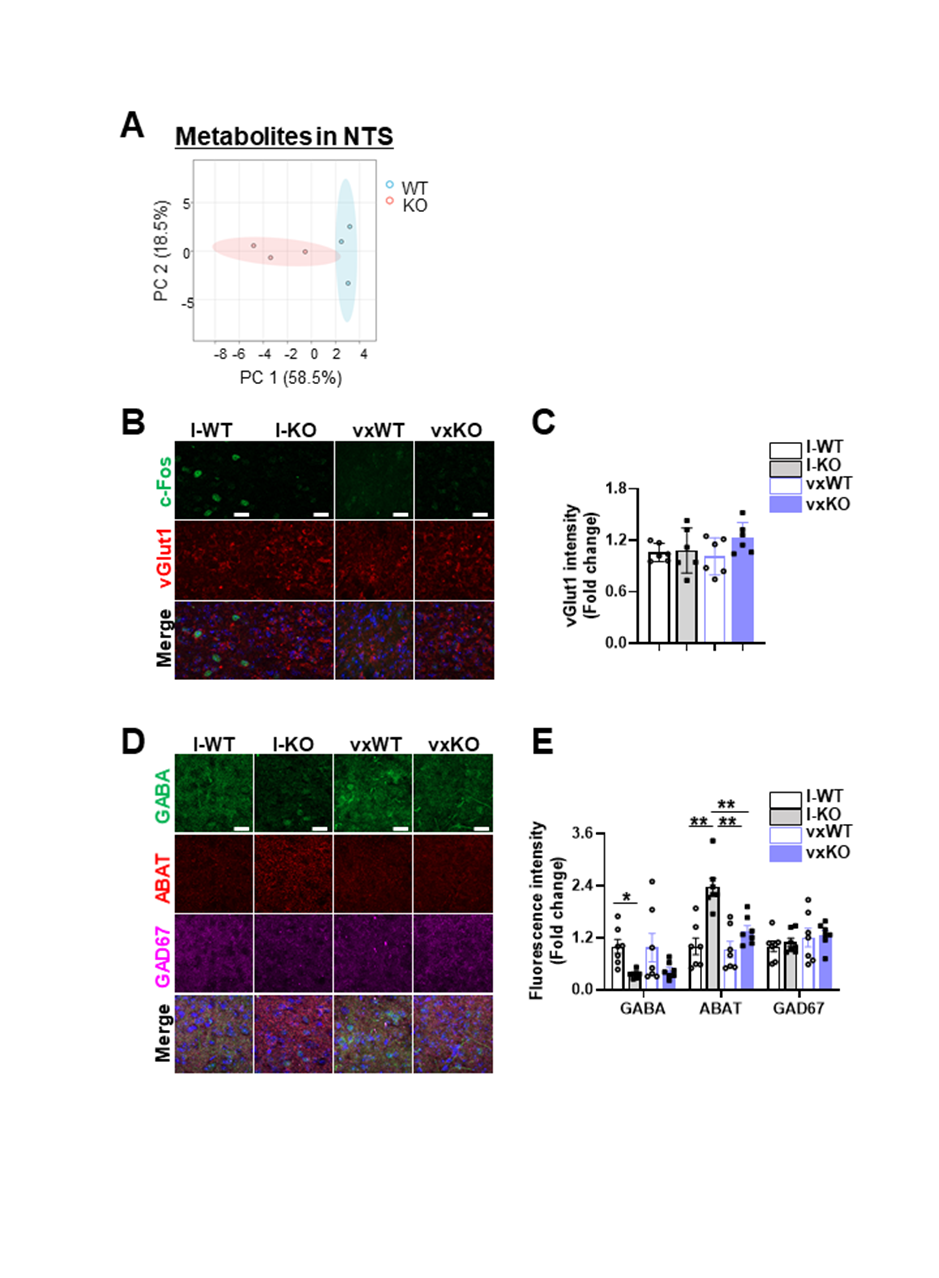 A
Metabolites in NTS
WT
KO
PC 2 (18.5%)
5
0
-5
-8 -6 -4 -2 0 2 4
PC 1 (58.5%)
B
I-WT I-KO vxWT vxKO
c-Fos
vGlut1
Merge
C
I-WT
I-KO
vxWT
vxKO
vGlut1 intensity
(Fold change)
1.8
1.2
0.6
0.0
D
I-WT I-KO vxWT vxKO
GABA
ABAT
GAD67
Merge
E
I-WT
I-KO
vxWT
vxKO
Fluorescence intensity
(Fold change)
3.6
2.4
1.2
0.0
*
**
** **
GABA ABAT GAD67